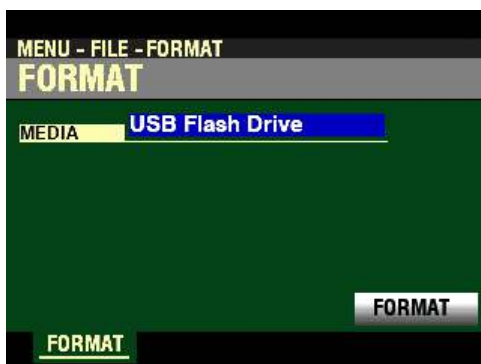 MENU - FILE - FORMAT
FORMAT
MEDIA USB Flash Drive
FORMAT
FORMAT